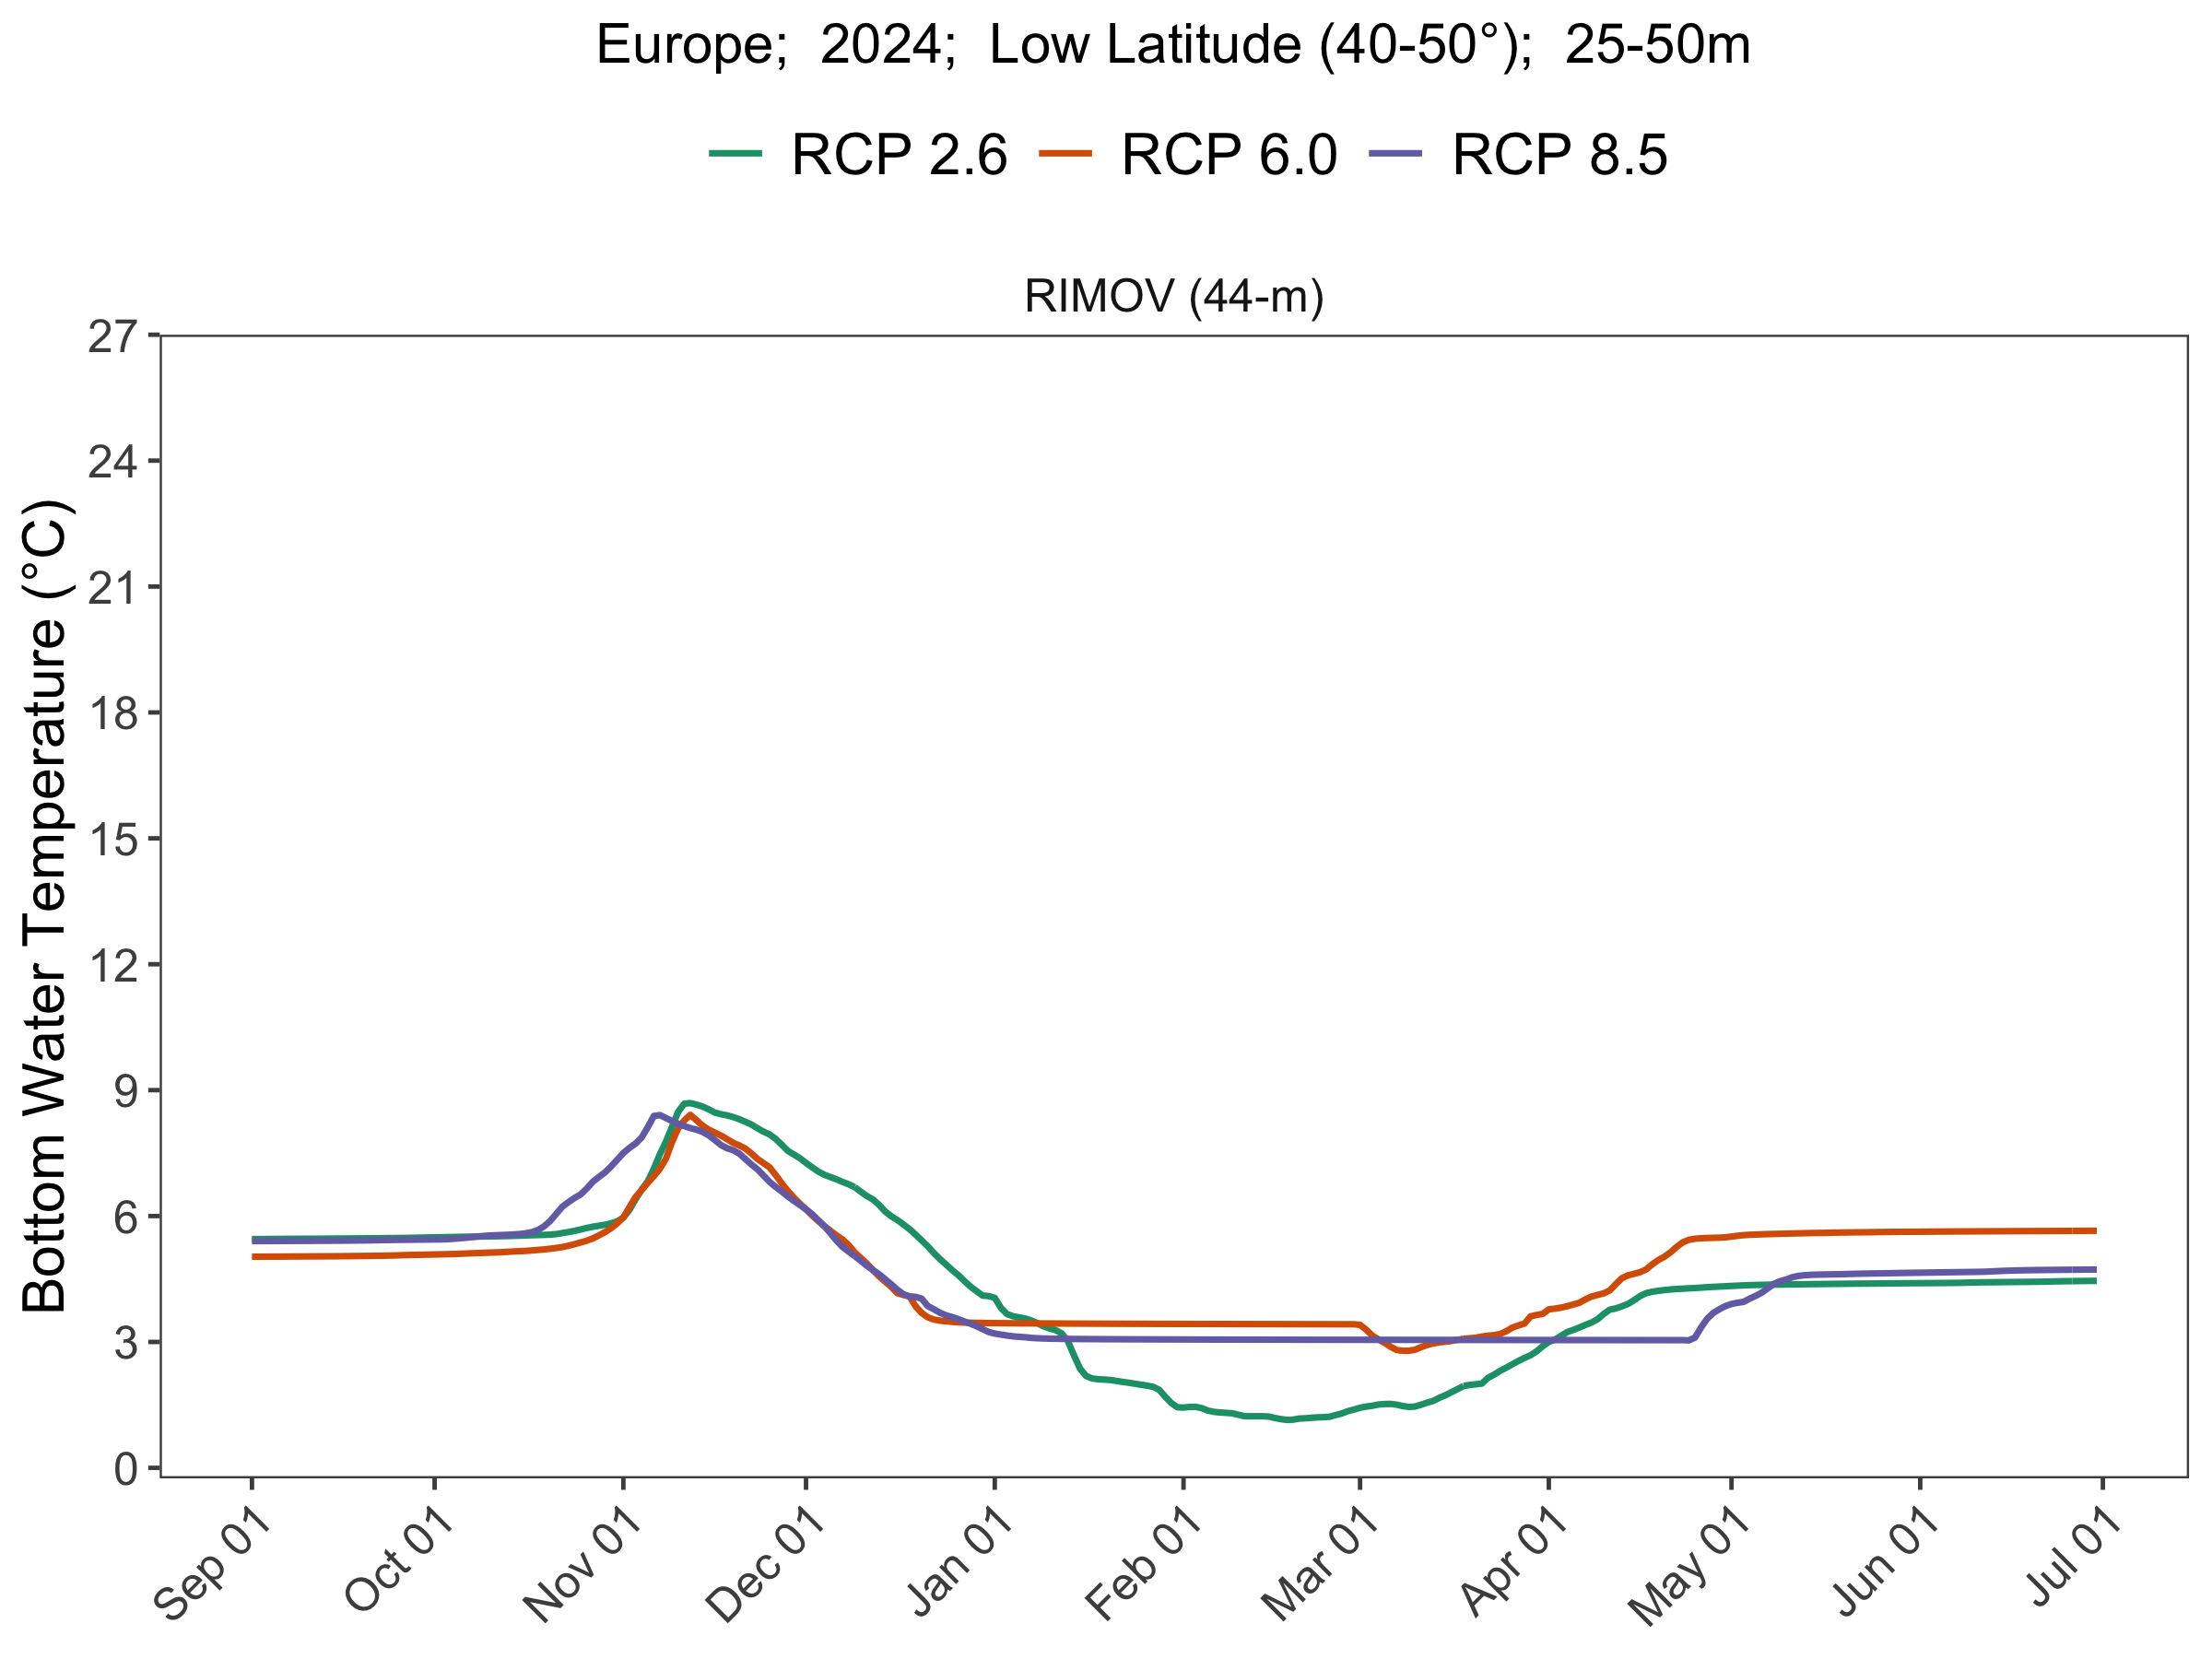 Europe; 2024; Low Latitude (40-50°); 25-50m
RCP 2.6 RCP 6.0 RCP 8.5
RIMOV (44-m)
Bottom Water Temperature (°C)
27
24
21
18
15
12
9
6
3
0
Sep 01 Oct 01 Nov 01 Dec 01 Jan 01 Feb 01 Mar 01 Apr 01 May 01 Jun 01 Jul 01